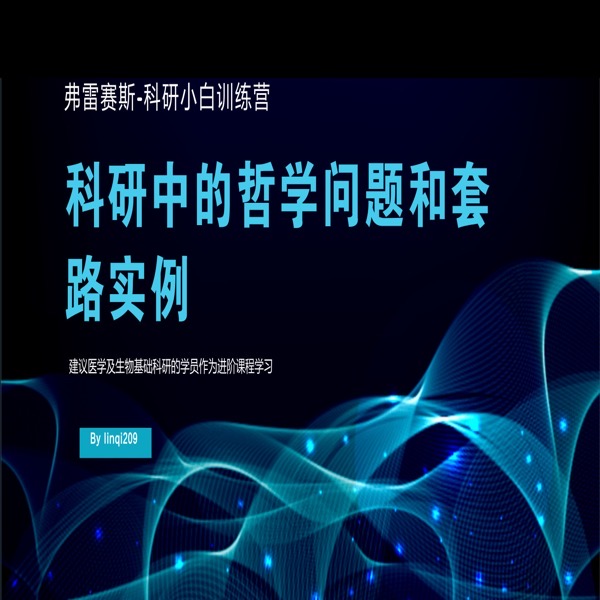 弗雷赛斯-科研小白训练营
科研中的哲学问题和套
路实例
建议医学及生物基础科研的学员作为进阶课程学习
By linqi209